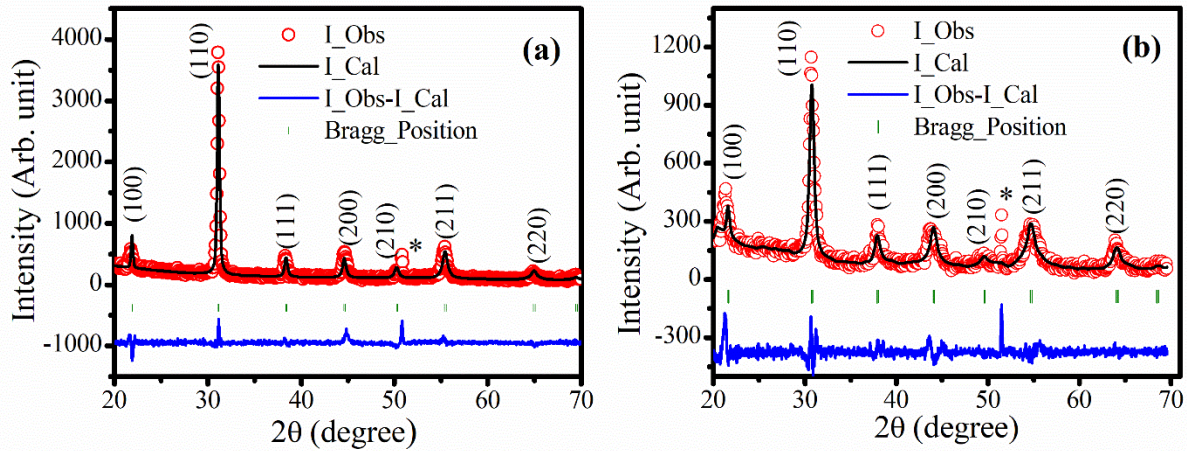 (a)
I_Obs
I_Cal
I_Obs-I_Cal
Bragg_Position
(100)
(110)
(111)
(200)
(210)
*
(211)
(220)
4000
3000
2000
1000
0
-1000
Intensity (Arb. unit)
20 30 40 50 60 70
2θ (degree)
(b)
I_Obs
I_Cal
I_Obs-I_Cal
Bragg_Position
(100)
(110)
(111)
(200)
(210)
*
(211)
(220)
1200
900
600
300
0
-300
Intensity (Arb. unit)
20 30 40 50 60 70
2θ (degree)